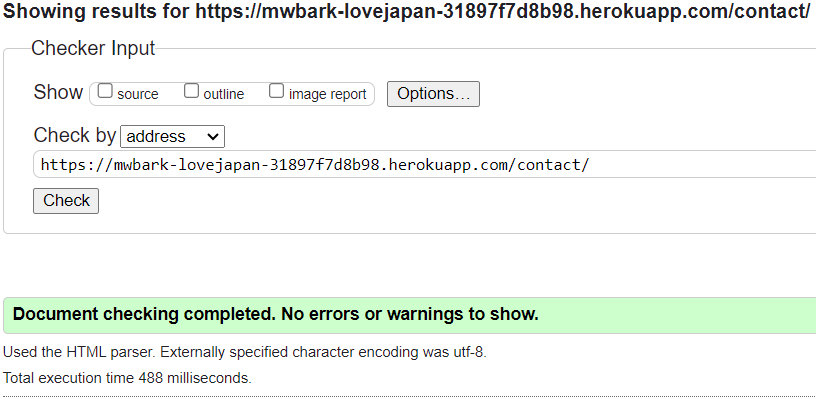 Showing results for https://mwbark-lovejapan-31897f7d8b98.herokuapp.com/contact/
Checker Input
Show source outline image report Options...
Check by address
https://mwbark-lovejapan-31897f7d8b98.herokuapp.com/contact/
Check
Document checking completed. No errors or warnings to show.
Used the HTML parser. Externally specified character encoding was utf-8.
Total execution time 488 milliseconds.